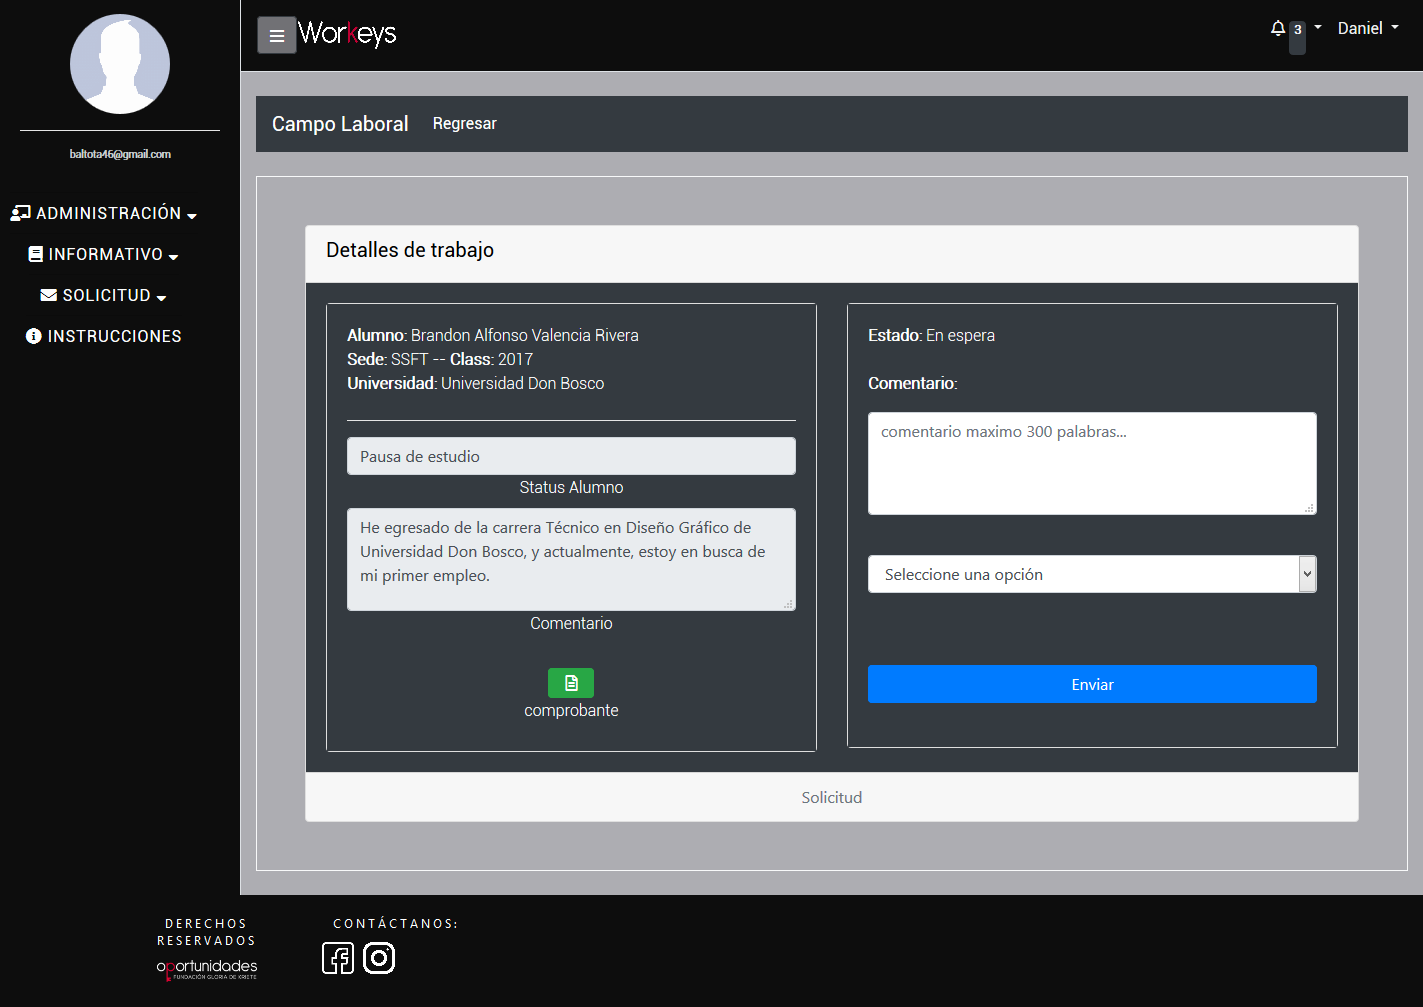 baltota46@gmail.com
ADMINISTRACIÓN
INFORMATIVO
SOLICITUD
INSTRUCCIONES
Workeys
3
Daniel
Campo Laboral Regresar
Detalles de trabajo
Alumno: Brandon Alfonso Valencia Rivera
Sede: SSFT -- Class: 2017
Universidad: Universidad Don Bosco
Pausa de estudio
Status Alumno
He egresado de la carrera Técnico en Diseño Gráfico de
Universidad Don Bosco, y actualmente, estoy en busca de
mi primer empleo.
Comentario
comprobante
Estado: En espera
Comentario:
comentario maximo 300 palabras...
Seleccione una opción
Enviar
Solicitud
DERECHOS
RESERVADOS
oportunidades
FUNDACIÓN GLORIA DE KRIETE
CONTÁCTANOS: